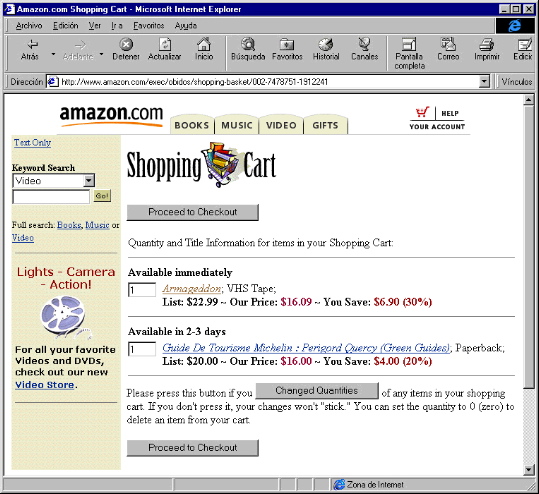 Amazon.com Shopping Cart - Microsoft Internet Explorer
Archivo Edición Ver Ir a Favoritos Ayuda
Atrás Adelante Detener Actualizar Inicio Búsqueda Favoritos Historial Canales Pantalla completa Correo Imprimir Edició
Dirección http://www.amazon.com/exec/obidos/shopping-basket/002-7478751-1912241 Vínculos
amazon.com
BOOKS MUSIC VIDEO GIFTS
HELP
YOUR ACCOUNT
Text Only
Keyword Search
Video
Go!
Full search: Books, Music or
Video
Lights - Camera
- Action!
For all your favorite
Videos and DVDs,
check out our new
Video Store.
Shopping Cart
Proceed to Checkout
Quantity and Title Information for items in your Shopping Cart:
Available immediately
1 Armageddon; VHS Tape;
List: $22.99 ~ Our Price: $16.09 ~ You Save: $6.90 (30%)
Available in 2-3 days
1 Guide De Tourisme Michelin : Perigord Quercy (Green Guides); Paperback;
List: $20.00 ~ Our Price: $16.00 ~ You Save: $4.00 (20%)
Please press this button if you Changed Quantities of any items in your shopping
cart. If you don't press it, your changes won't "stick." You can set the quantity to 0 (zero) to
delete an item from your cart.
Proceed to Checkout
Zona de Internet